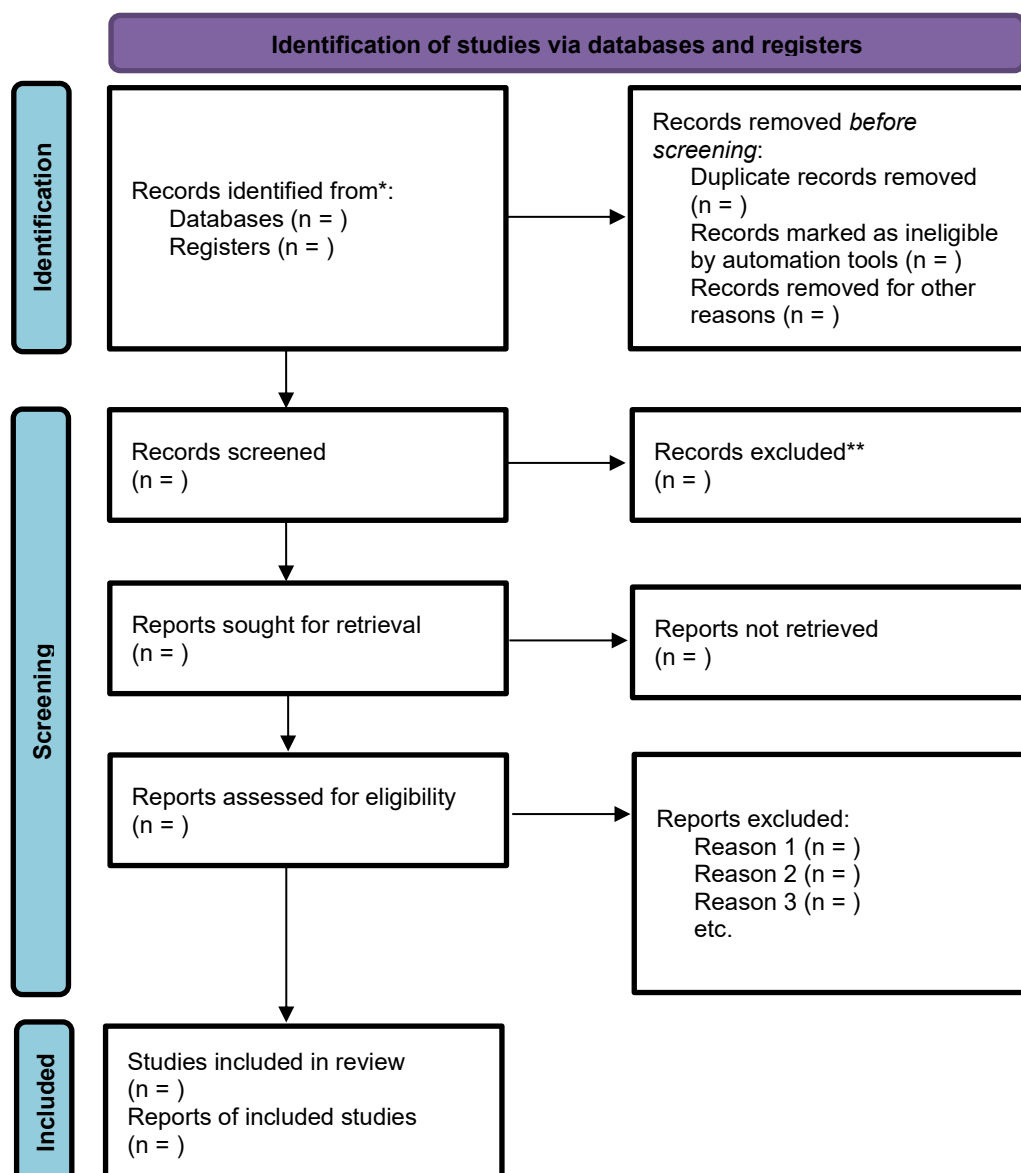 Identification of studies via databases and registers
Identification
Records identified from*:
Databases (n = )
Registers (n = )
Records removed before
screening:
Duplicate records removed
(n = )
Records marked as ineligible
by automation tools (n = )
Records removed for other
reasons (n = )
Screening
Records screened
(n = )
Records excluded**
(n = )
Reports sought for retrieval
(n = )
Reports not retrieved
(n = )
Reports assessed for eligibility
(n = )
Reports excluded:
Reason 1 (n = )
Reason 2 (n = )
Reason 3 (n = )
etc.
Included
Studies included in review
(n = )
Reports of included studies
(n = )